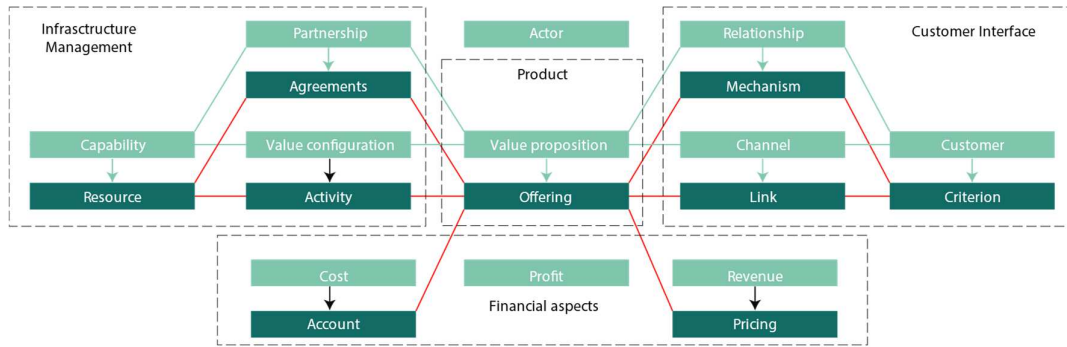 Infrasctructure
Management
Partnership
Actor
Relationship
Customer Interface
Product
Agreements
Mechanism
Capability
Value configuration
Value proposition
Channel
Customer
Resource
Activity
Offering
Link
Criterion
Cost
Profit
Revenue
Financial aspects
Account
Pricing